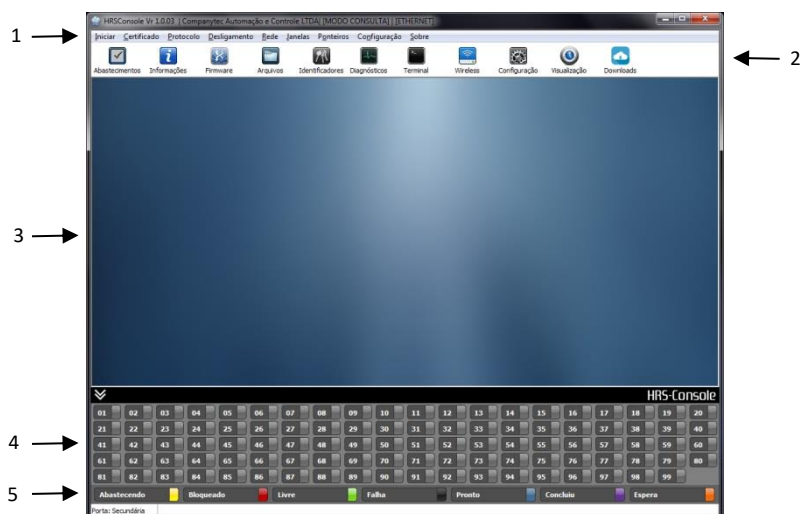 HRSConsole Vr 1.0.03 | Companytec Automação e Controle LTDA| [MODO CONSULTA] | [ETHERNET]
1
Iniciar Certificado Protocolo Desligamento Rede Janelas Ponteiros Configuração Sobre
2
Abastecimentos Informações Firmware Arquivos Identificadores Diagnósticos Terminal Wireless Configuração Visualização Downloads
3
HRS-Console
01 02 03 04 05 06 07 08 09 10 11 12 13 14 15 16 17 18 19 20
21 22 23 24 25 26 27 28 29 30 31 32 33 34 35 36 37 38 39 40
4
41 42 43 44 45 46 47 48 49 50 51 52 53 54 55 56 57 58 59 60
61 62 63 64 65 66 67 68 69 70 71 72 73 74 75 76 77 78 79 80
81 82 83 84 85 86 87 88 89 90 91 92 93 94 95 96 97 98 99
5
Abastecendo Bloqueado Livre Falha Pronto Concluiu Espera
Porta: Secundária